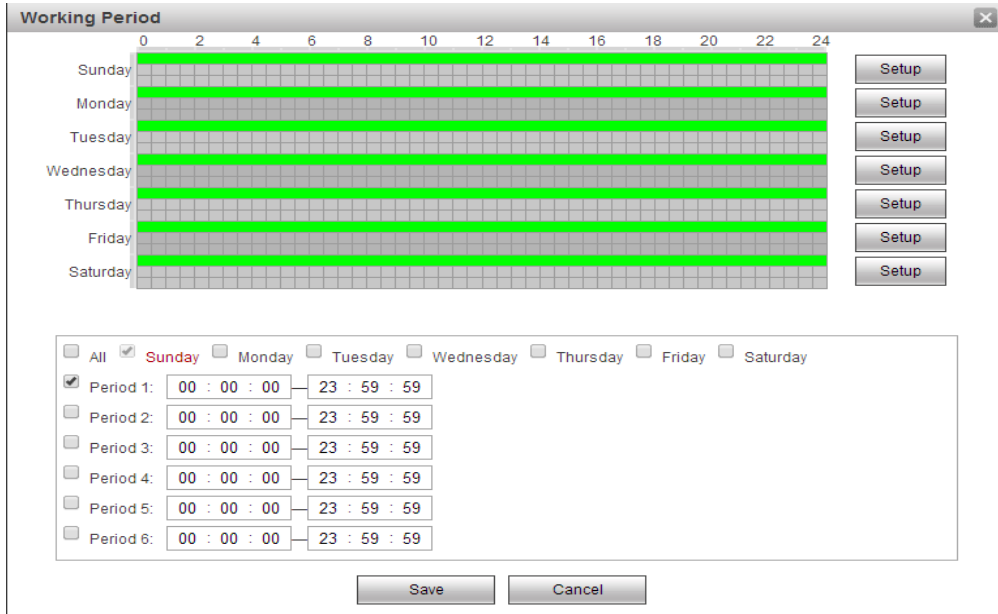 Working Period
0 2 4 6 8 10 12 14 16 18 20 22 24
Sunday Setup
Monday Setup
Tuesday Setup
Wednesday Setup
Thursday Setup
Friday Setup
Saturday Setup
All Sunday Monday Tuesday Wednesday Thursday Friday Saturday
Period 1: 00 : 00 : 00 — 23 : 59 : 59
Period 2: 00 : 00 : 00 — 23 : 59 : 59
Period 3: 00 : 00 : 00 — 23 : 59 : 59
Period 4: 00 : 00 : 00 — 23 : 59 : 59
Period 5: 00 : 00 : 00 — 23 : 59 : 59
Period 6: 00 : 00 : 00 — 23 : 59 : 59
Save Cancel